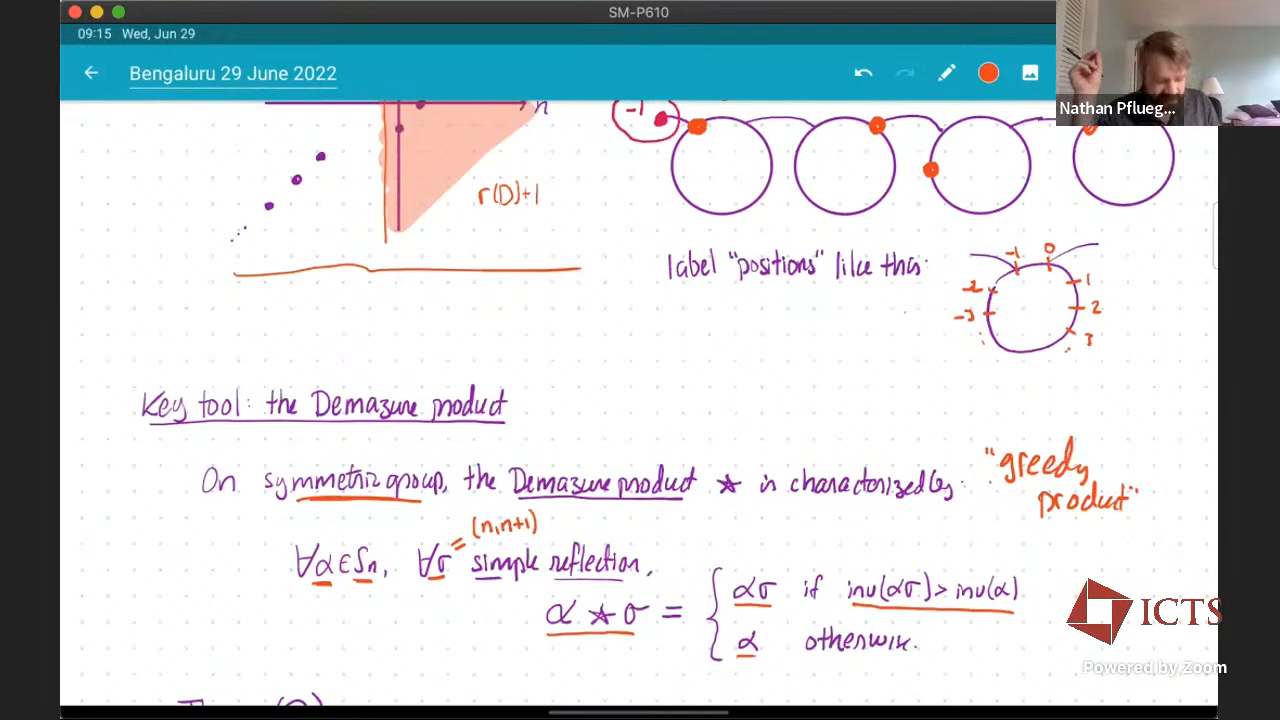 SM-P610
09:15 Wed, Jun 29
Bengaluru 29 June 2022
Nathan Pflueg...
n
r(D)+1
-1
label "positions" like this:
-1 0
-2 1
-3 2
3
Key tool: the Demazure product
On symmetric group, the Demazure product ★ is characterized by:
"greedy product"
= (n,n+1)
∀α∈Sn, ∀σ simple reflection,
α ★ σ = { ασ if inv(ασ) > inv(α)
α otherwise.
ICTS
Powered by Zoom